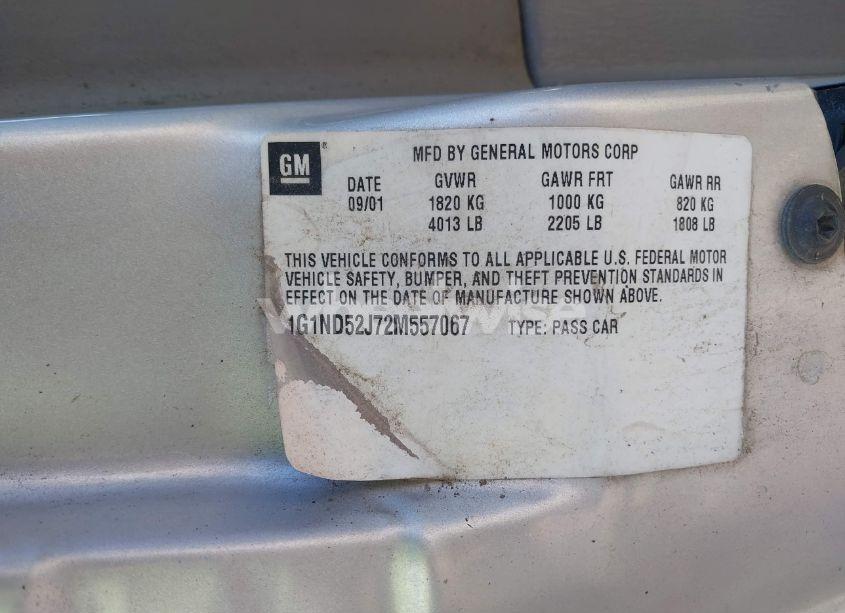 GM
MFD BY GENERAL MOTORS CORP
DATE GVWR GAWR FRT GAWR RR
09/01 1820 KG 1000 KG 820 KG
4013 LB 2205 LB 1808 LB
THIS VEHICLE CONFORMS TO ALL APPLICABLE U.S. FEDERAL MOTOR
VEHICLE SAFETY, BUMPER, AND THEFT PREVENTION STANDARDS IN
EFFECT ON THE DATE OF MANUFACTURE SHOWN ABOVE.
1G1ND52J72M557067 TYPE: PASS CAR